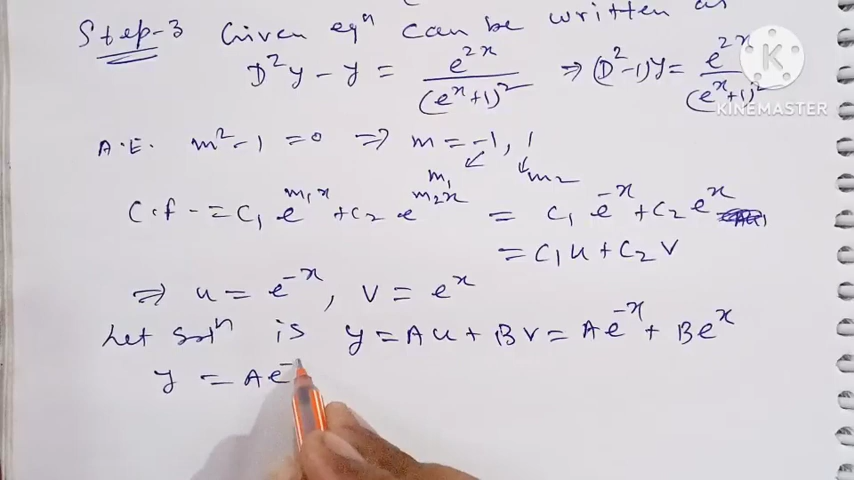 Step-3 Given eqⁿ can be written as
D²y - y = e^{2x} / (e^x+1)² ⇒ (D²-1)y = e^{2x} / (e^x+1)²
KINEMASTER
A.E. m²-1 = 0 ⇒ m = -1, 1
m₁ m₂
C.f - = C₁ e^{m₁x} + C₂ e^{m₂x} = C₁ e^{-x} + C₂ e^x
= C₁u + C₂ V
⇒ u = e^{-x}, V = e^x
Let solⁿ is y = Au + BV = Ae^{-x} + Be^x
y = Ae^-